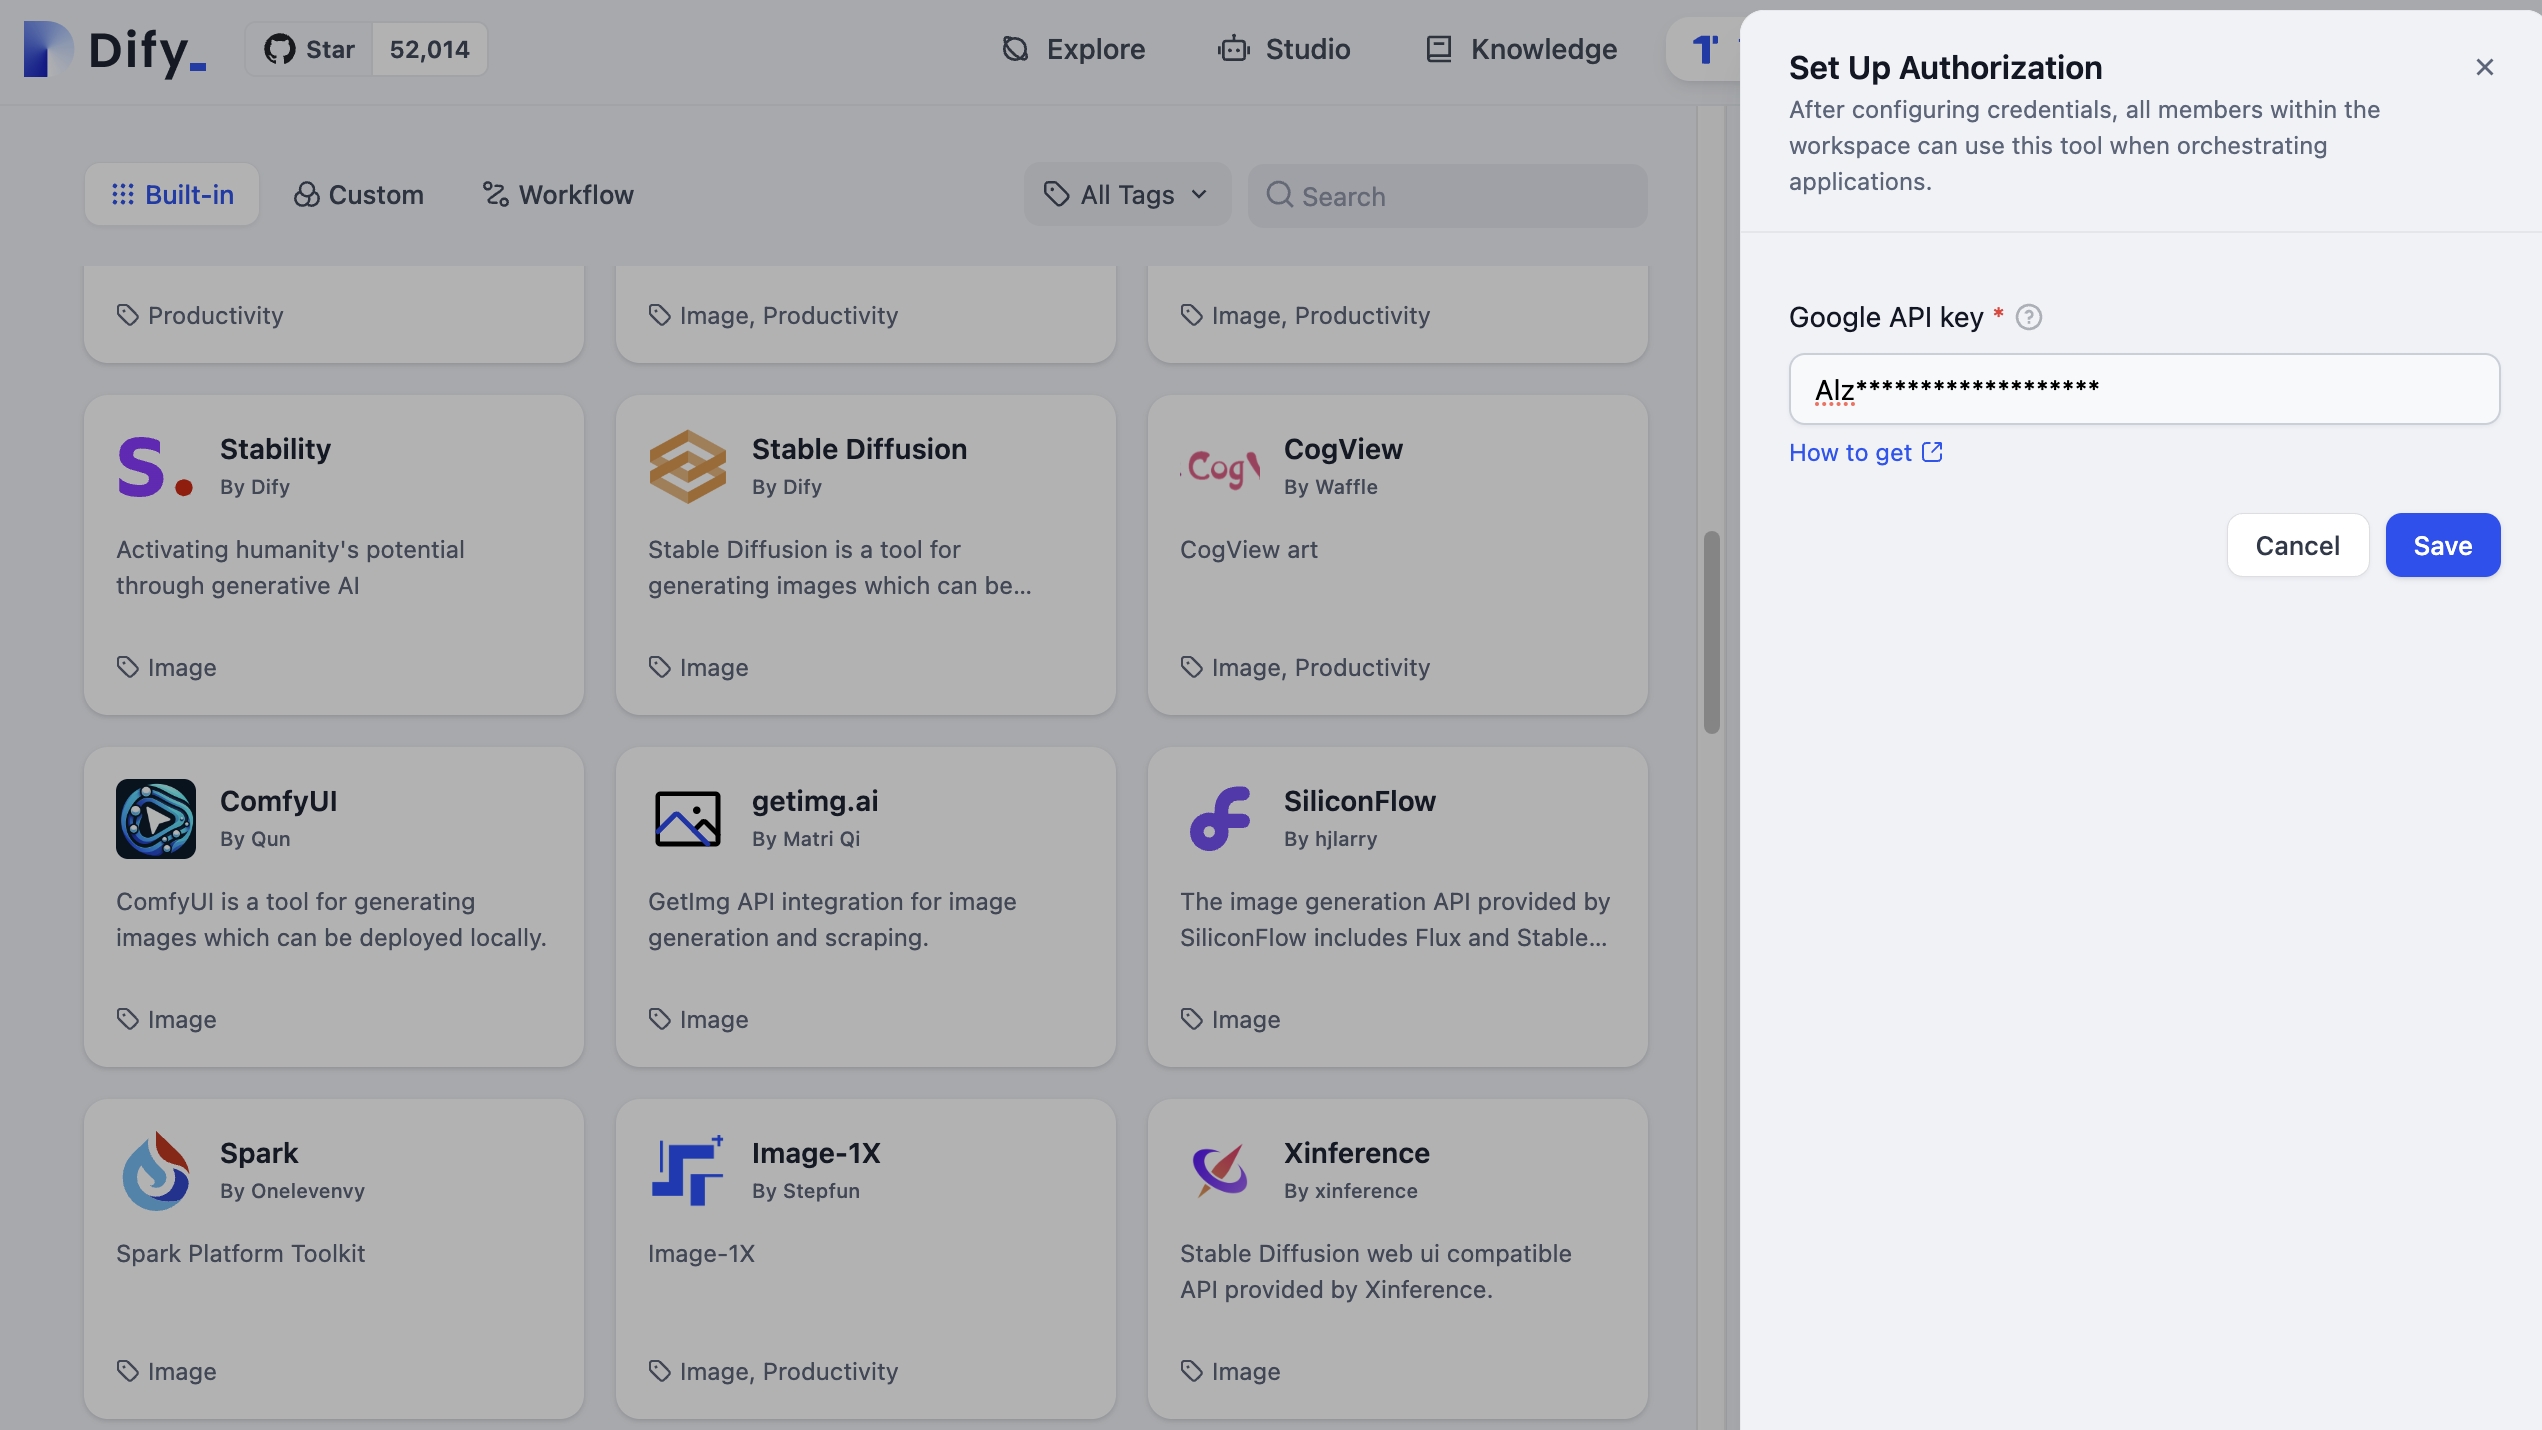 Dify_
Star 52,014
Explore
Studio
Knowledge
Built-in
Custom
Workflow
All Tags
Search
Productivity
Image, Productivity
Image, Productivity
Stability
By Dify
Activating humanity's potential
through generative AI
Image
Stable Diffusion
By Dify
Stable Diffusion is a tool for
generating images which can be...
Image
CogV
CogView
By Waffle
CogView art
Image, Productivity
ComfyUI
By Qun
ComfyUI is a tool for generating
images which can be deployed locally.
Image
getimg.ai
By Matri Qi
GetImg API integration for image
generation and scraping.
Image
SiliconFlow
By hjlarry
The image generation API provided by
SiliconFlow includes Flux and Stable...
Image
Spark
By Onelevenvy
Spark Platform Toolkit
Image
Image-1X
By Stepfun
Image-1X
Image, Productivity
Xinference
By xinference
Stable Diffusion web ui compatible
API provided by Xinference.
Image
Set Up Authorization
After configuring credentials, all members within the
workspace can use this tool when orchestrating
applications.
Google API key *
AIz*******************
How to get
Cancel
Save